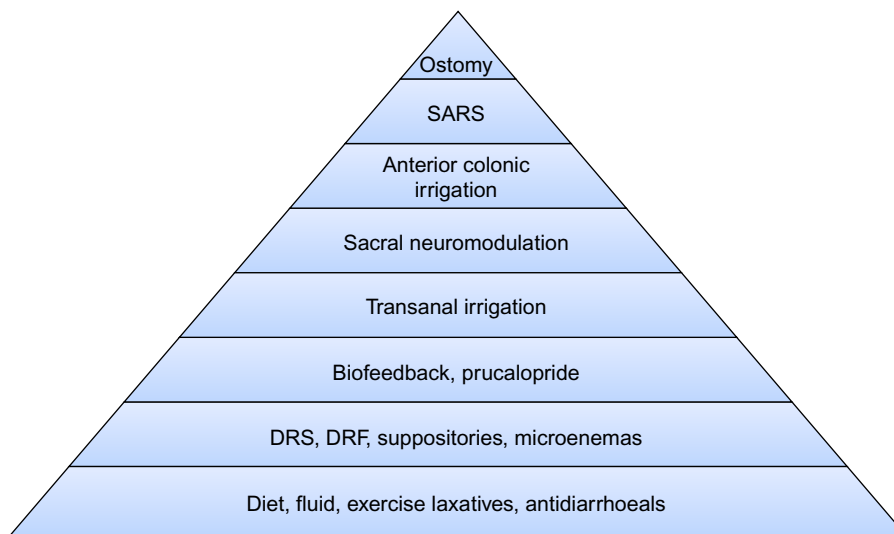 Ostomy
SARS
Anterior colonic
irrigation
Sacral neuromodulation
Transanal irrigation
Biofeedback, prucalopride
DRS, DRF, suppositories, microenemas
Diet, fluid, exercise laxatives, antidiarrhoeals